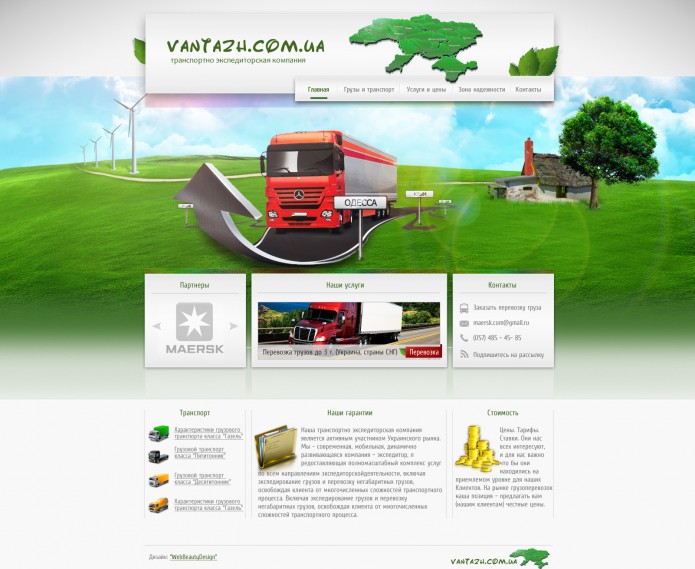 VANTAZH.COM.UA
транспортно экспедиторская компания
Главная Грузы и транспорт Услуги и цены Зона надежности Контакты
ОДЕССА
Партнеры
MAERSK
Наши услуги
Перевозка грузов до 3 т. (Украина, страны СНГ) Перевозка
Контакты
Заказать перевозку груза
maersk.com@gmail.ru
(057) 485 - 45- 85
Подпишитесь на рассылку
Транспорт
Характеристики грузового
транспорта класса "Газель"
Грузовой транспорт
класса "Пятитонник"
Грузовой транспорт
класса "Десятитонник"
Характеристики грузового
транспорта класса "Газель"
Наши гарантии
Наша транспортно экспедиторская компания
является активным участником Украинского рынка.
Мы – современная, мобильная, динамично
развивающаяся компания – экспедитор, п
редоставляющая полномасштабный комплекс услуг
по всем направлениям экспедиторскойдеятельности, включая
экспедирование грузов и перевозку негабаритных грузов,
освобождая клиента от многочисленных сложностей транспортного
процесса. Включая экспедирование грузов и перевозку
негабаритных грузов, освобождая клиента от многочисленных
сложностей транспортного процесса.
Стоимость
Цены. Тарифы.
Ставки. Они нас
всех интересуют,
и для нас важно
что бы они
находились на
приемлемом уровне для наших
Клиентов. На рынке грузоперевозок
наша позиция – предлагать вам
(нашим клиентам) честные цены.
Дизайн: "WebBeautyDesign"
VANTAZH.COM.UA